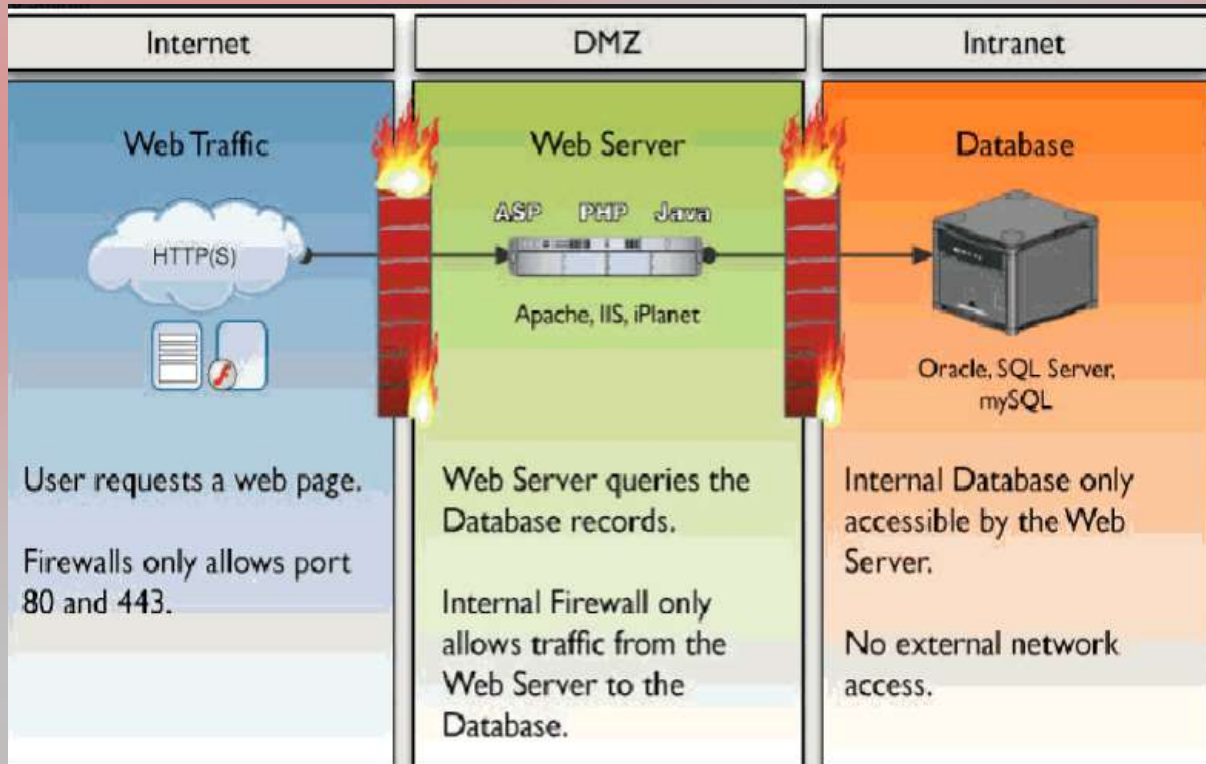 Internet
DMZ
Intranet
Web Traffic
HTTP(S)
User requests a web page.
Firewalls only allows port
80 and 443.
Web Server
ASP PHP Java
Apache, IIS, iPlanet
Web Server queries the
Database records.
Internal Firewall only
allows traffic from the
Web Server to the
Database.
Database
Oracle, SQL Server,
mySQL
Internal Database only
accessible by the Web
Server.
No external network
access.